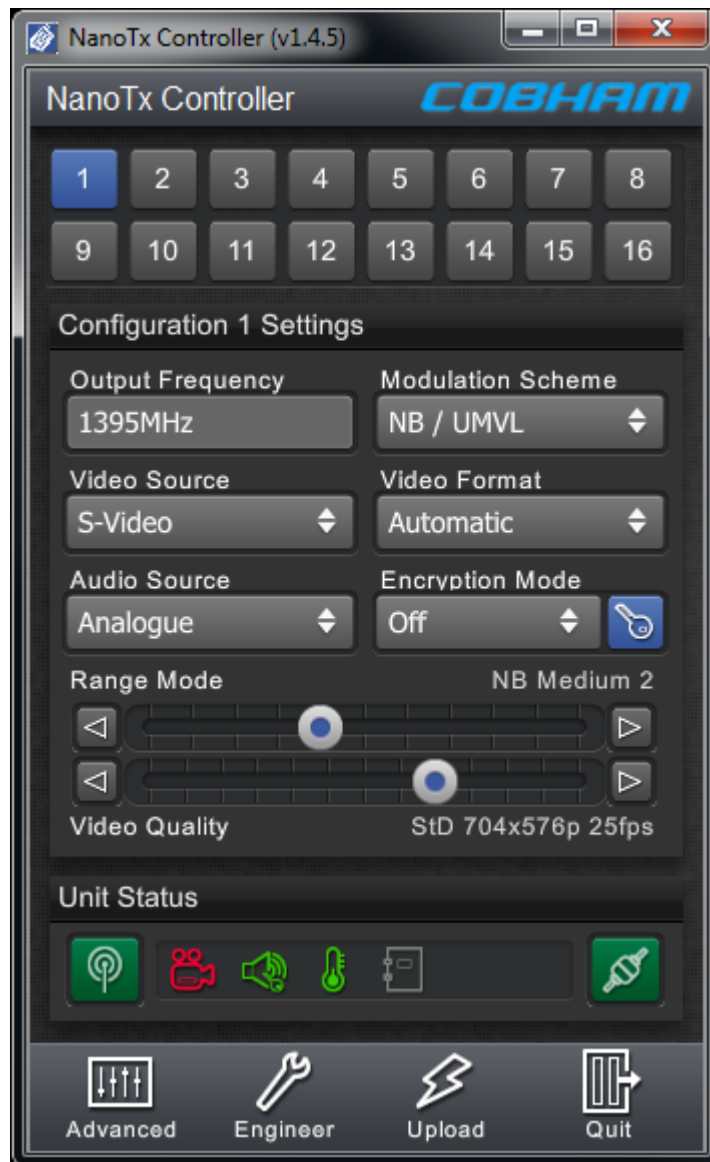 NanoTx Controller (v1.4.5)
NanoTx Controller COBHAM
1 2 3 4 5 6 7 8
9 10 11 12 13 14 15 16
Configuration 1 Settings
Output Frequency Modulation Scheme
1395MHz NB / UMVL
Video Source Video Format
S-Video Automatic
Audio Source Encryption Mode
Analogue Off
Range Mode NB Medium 2
Video Quality StD 704x576p 25fps
Unit Status
Advanced Engineer Upload Quit